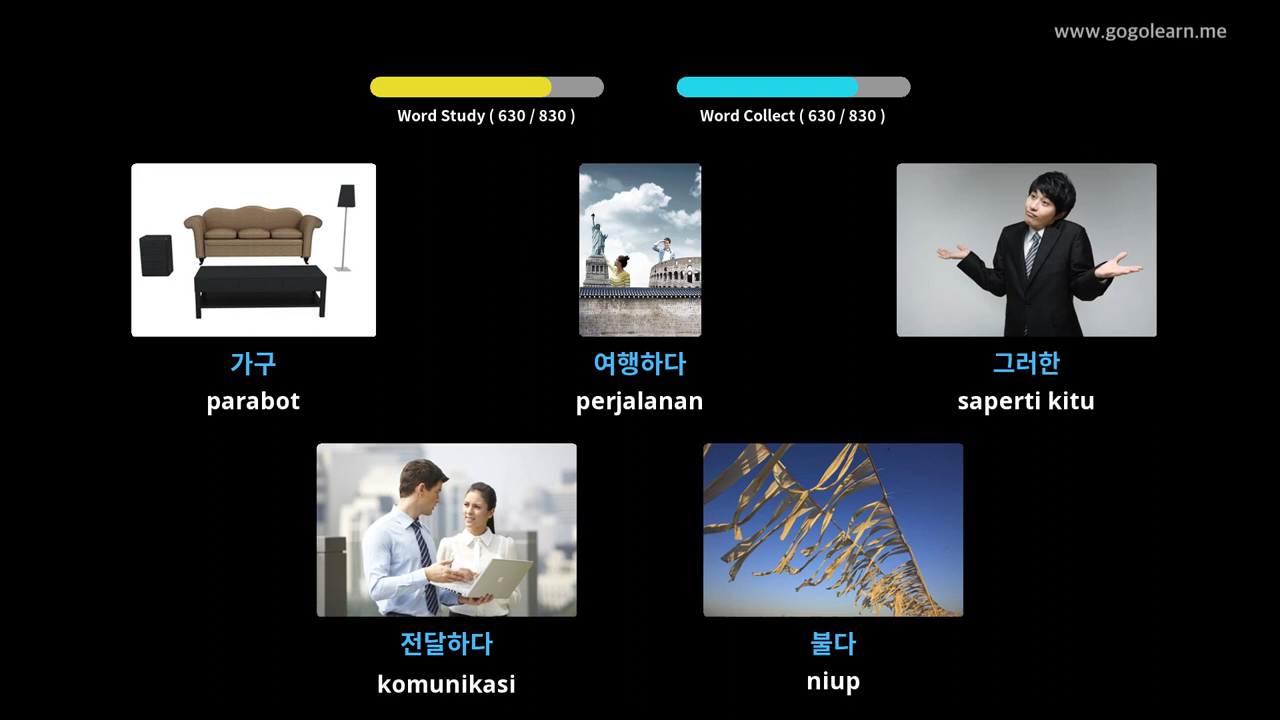 www.gogolearn.me
Word Study ( 630 / 830 )
Word Collect ( 630 / 830 )
가구
여행하다
그러한
parabot
perjalanan
saperti kitu
전달하다
불다
komunikasi
niup